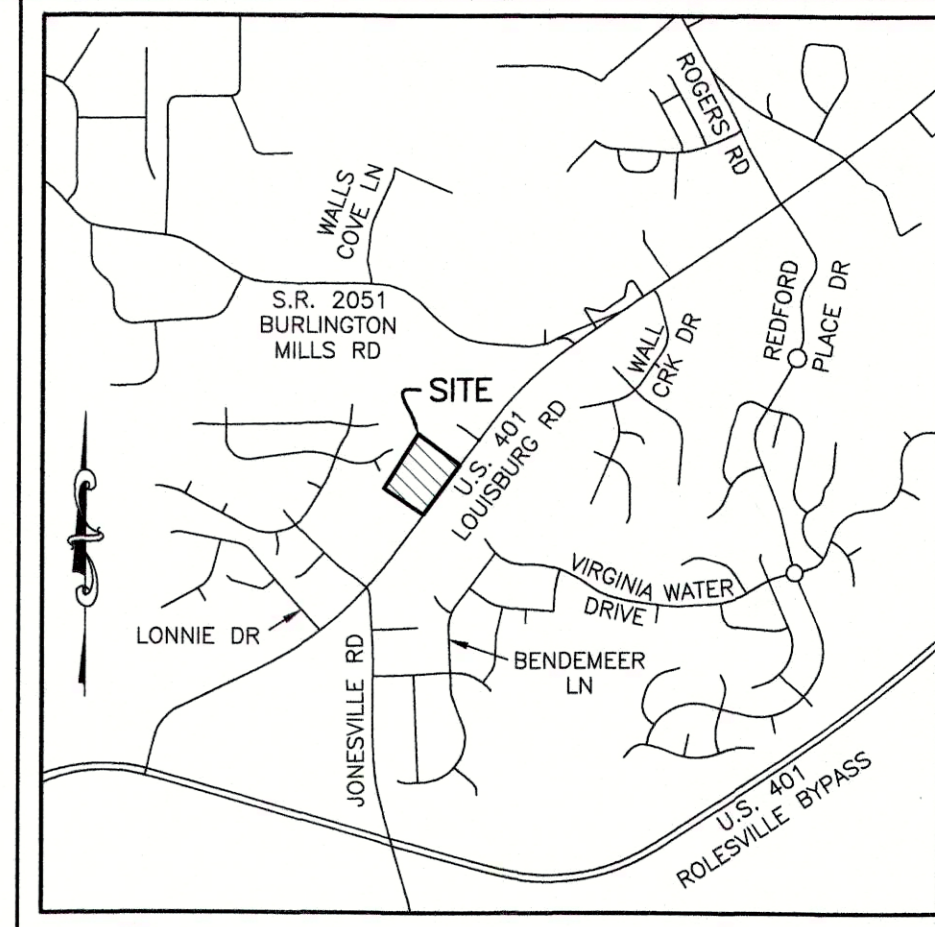 ROGERS RD
WALLS
COVE LN
S.R. 2051
BURLINGTON
MILLS RD
REDFORD
PLACE DR
WALL
CRK DR
SITE
U.S. 401
LOUISBURG RD
VIRGINIA WATER
DRIVE
LONNIE DR
BENDEMEER
LN
JONESVILLE RD
U.S. 401
ROLESVILLE BYPASS